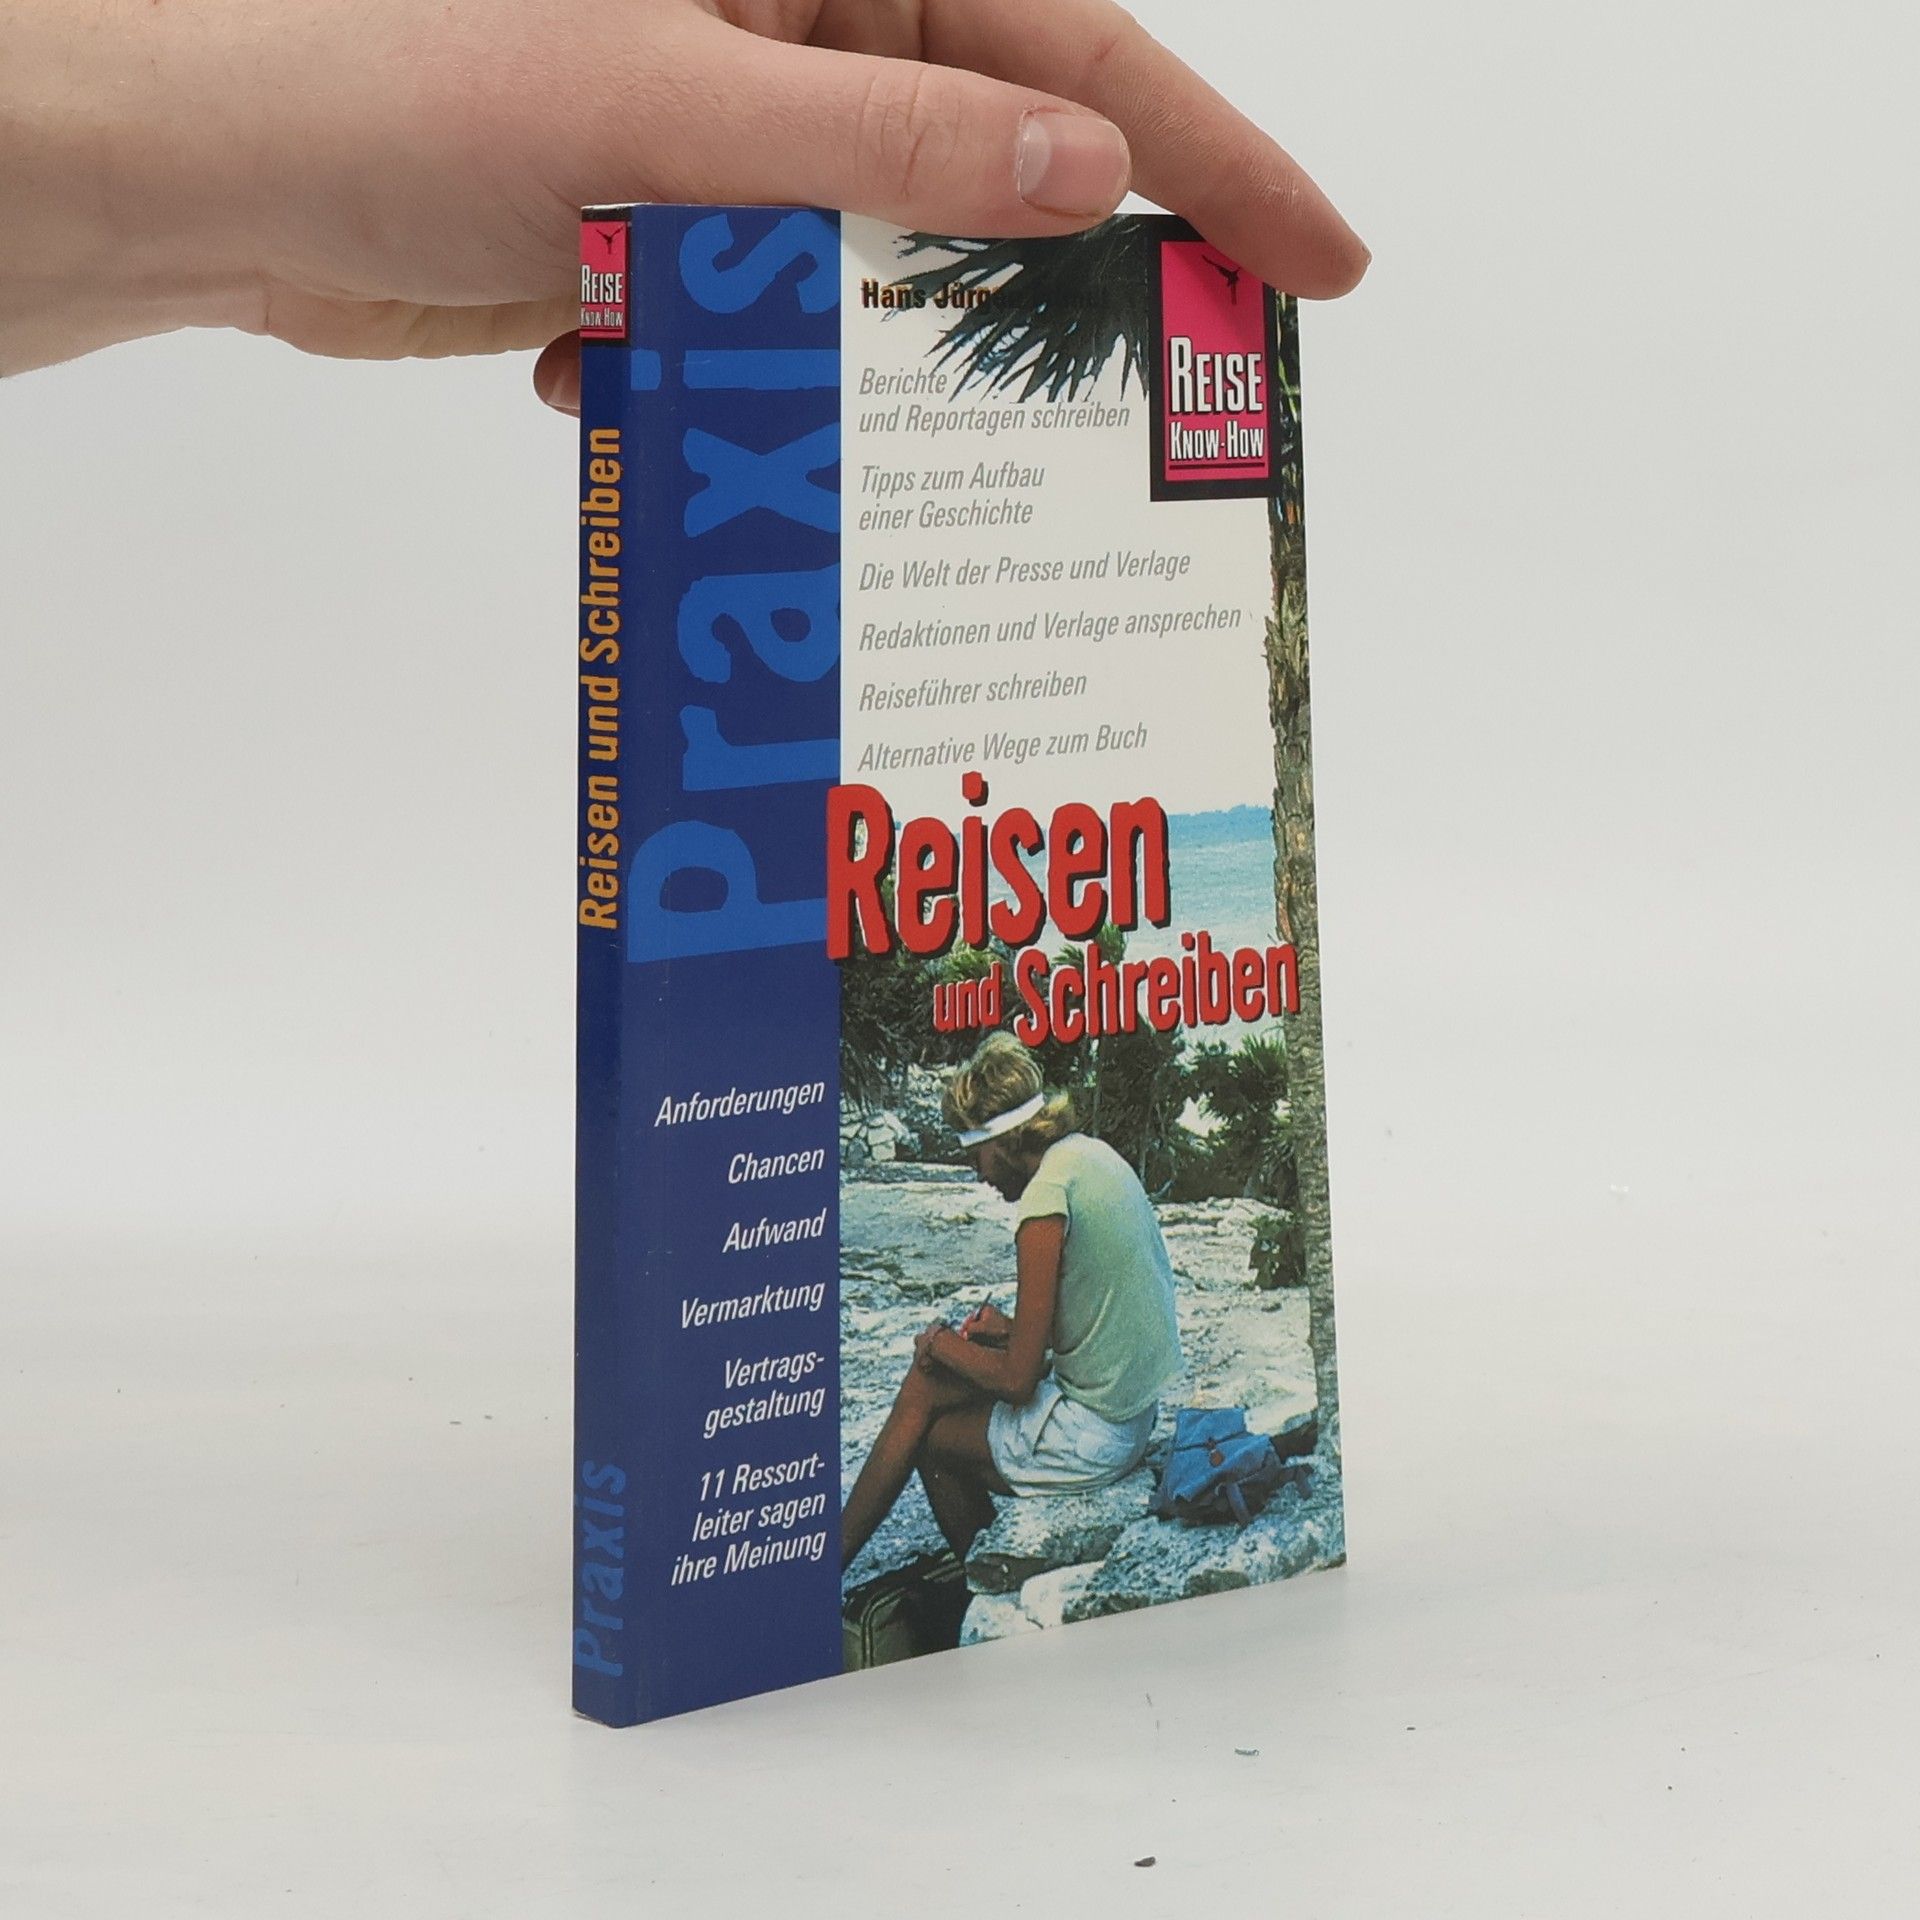 REISE
KNOW-HOW
Reisen und Schreiben
Praxis
Praxis
Hans Jürgen
REISE
KNOW-HOW
Berichte
und Reportagen schreiben
Tipps zum Aufbau
einer Geschichte
Die Welt der Presse und Verlage
Redaktionen und Verlage ansprechen
Reiseführer schreiben
Alternative Wege zum Buch
Reisen
und Schreiben
Anforderungen
Chancen
Aufwand
Vermarktung
Vertrags-
gestaltung
11 Ressort-
leiter sagen
ihre Meinung